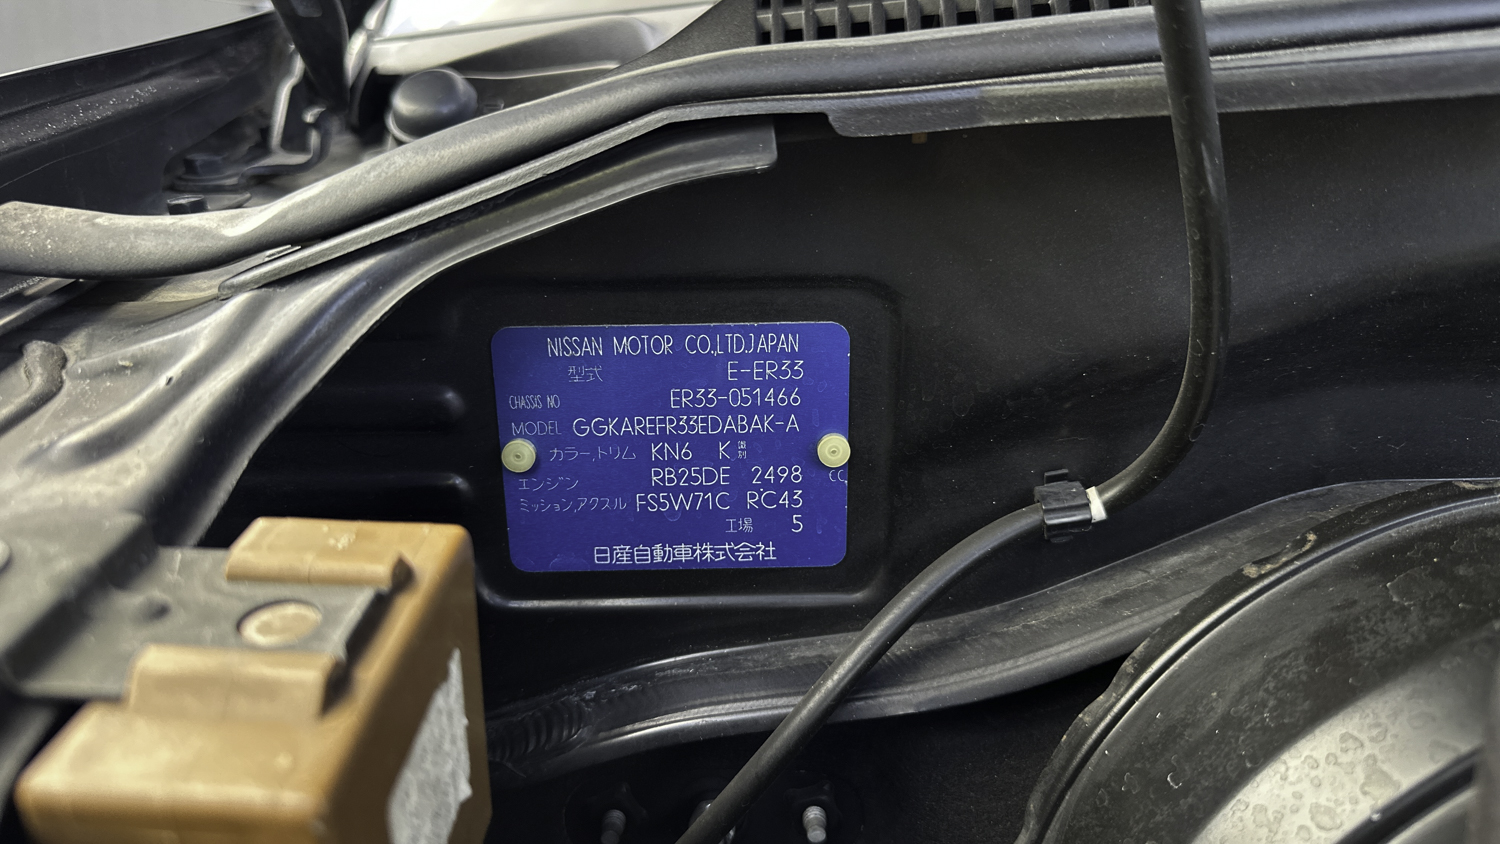 NISSAN MOTOR CO.,LTD.JAPAN
型式 E-ER33
CHASSIS NO ER33-051466
MODEL GGKAREFR33EDABAK-A
カラー,トリム KN6 K 識別
エンジン RB25DE 2498 CC
ミッション,アクスル FS5W71C RC43
工場 5
日産自動車株式会社